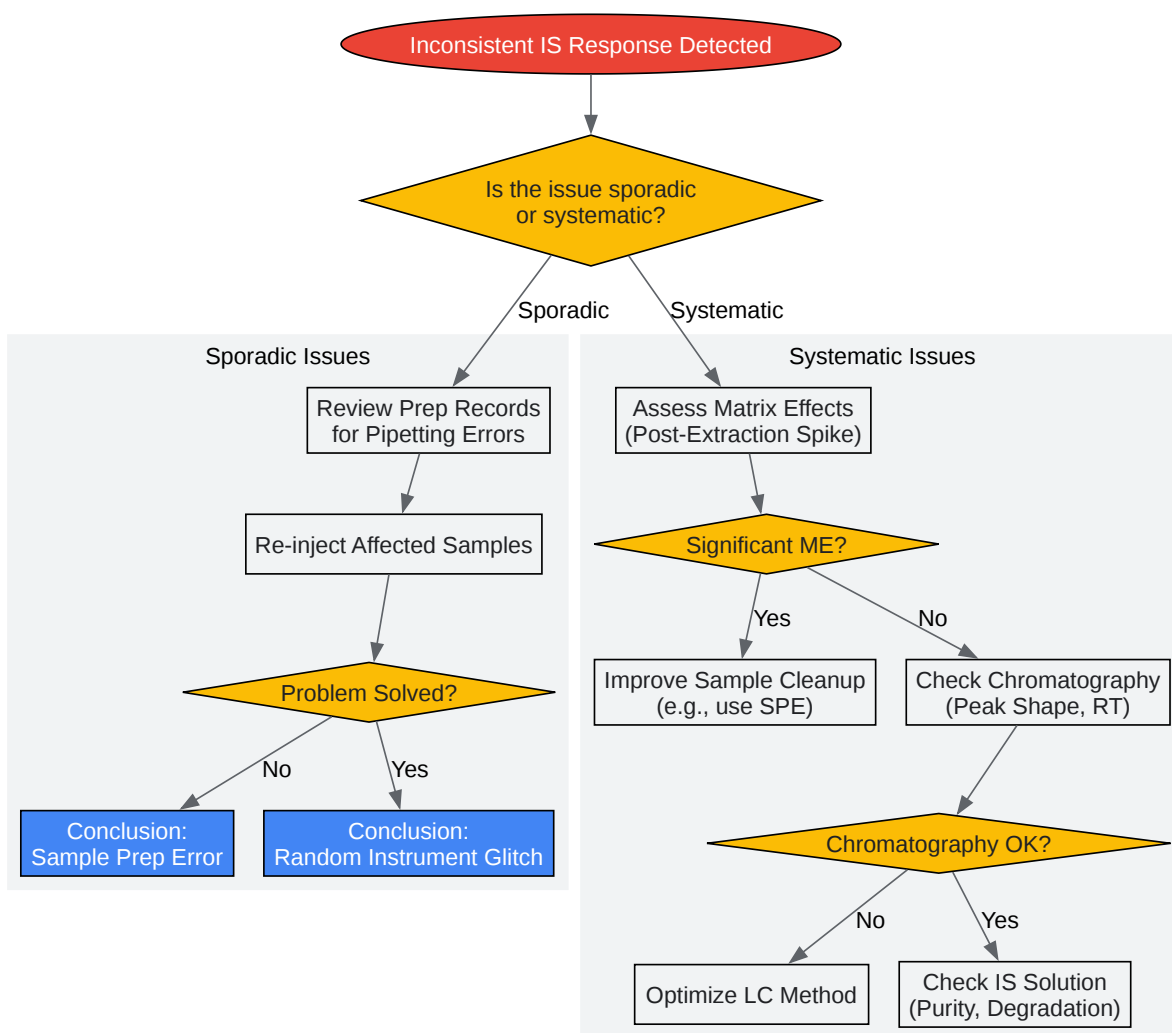 Inconsistent IS Response Detected
Is the issue sporadic
or systematic?
Sporadic
Systematic
Sporadic Issues
Review Prep Records
for Pipetting Errors
Re-inject Affected Samples
Problem Solved?
No
Yes
Conclusion:
Sample Prep Error
Conclusion:
Random Instrument Glitch
Systematic Issues
Assess Matrix Effects
(Post-Extraction Spike)
Significant ME?
Yes
No
Improve Sample Cleanup
(e.g., use SPE)
Check Chromatography
(Peak Shape, RT)
Chromatography OK?
No
Yes
Optimize LC Method
Check IS Solution
(Purity, Degradation)